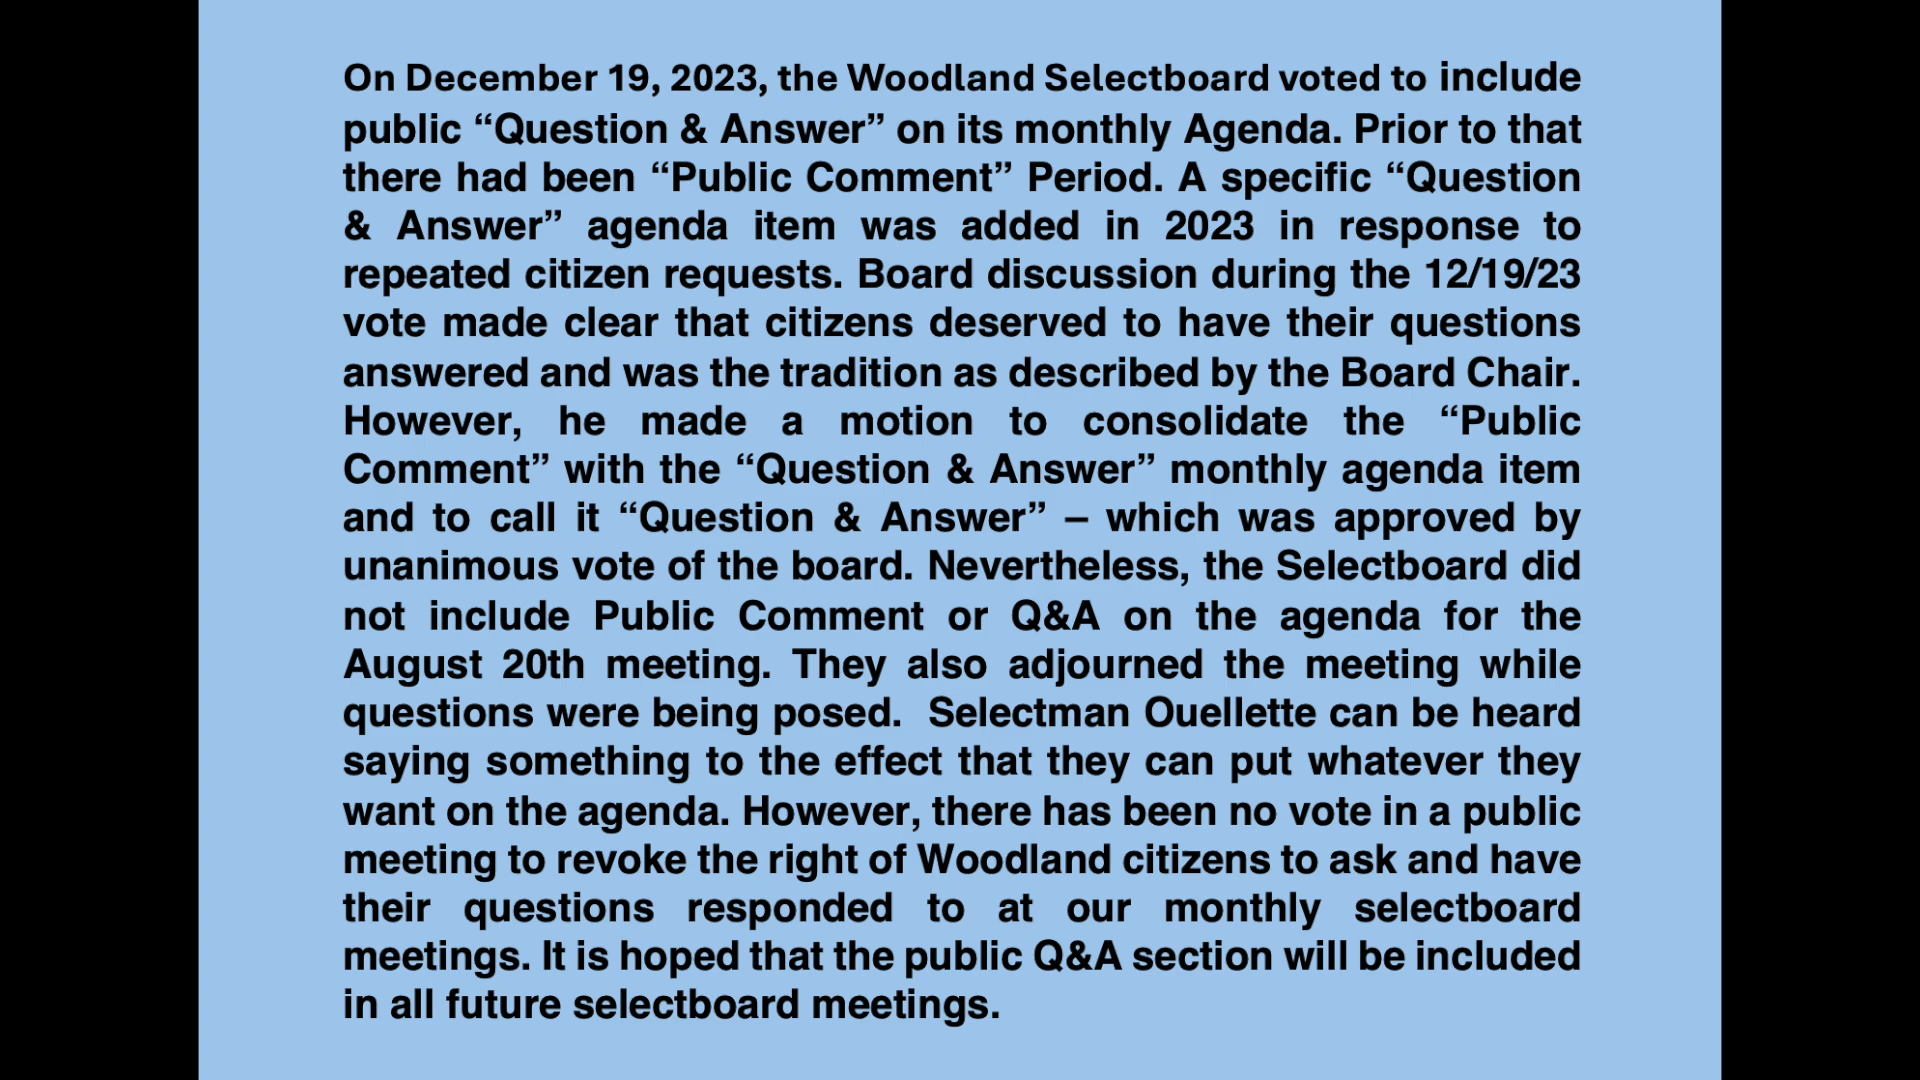 On December 19, 2023, the Woodland Selectboard voted to include
public “Question & Answer” on its monthly Agenda. Prior to that
there had been “Public Comment” Period. A specific “Question
& Answer” agenda item was added in 2023 in response to
repeated citizen requests. Board discussion during the 12/19/23
vote made clear that citizens deserved to have their questions
answered and was the tradition as described by the Board Chair.
However, he made a motion to consolidate the “Public
Comment” with the “Question & Answer” monthly agenda item
and to call it “Question & Answer” – which was approved by
unanimous vote of the board. Nevertheless, the Selectboard did
not include Public Comment or Q&A on the agenda for the
August 20th meeting. They also adjourned the meeting while
questions were being posed.  Selectman Ouellette can be heard
saying something to the effect that they can put whatever they
want on the agenda. However, there has been no vote in a public
meeting to revoke the right of Woodland citizens to ask and have
their questions responded to at our monthly selectboard
meetings. It is hoped that the public Q&A section will be included
in all future selectboard meetings.